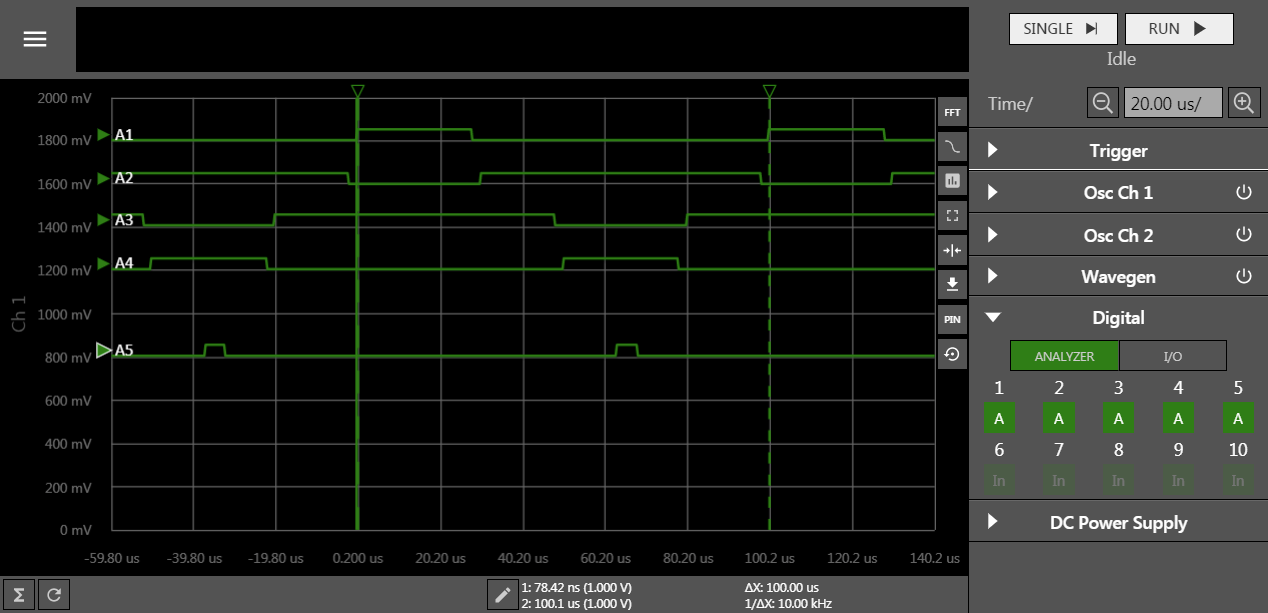 SINGLE RUN
Idle
Time/ 20.00 us/
2000 mV
1800 mV
1600 mV
1400 mV
1200 mV
1000 mV
800 mV
600 mV
400 mV
200 mV
0 mV
Ch 1
A1
A2
A3
A4
A5
-59.80 us -39.80 us -19.80 us 0.200 us 20.20 us 40.20 us 60.20 us 80.20 us 100.2 us 120.2 us 140.2 us
FFT
PIN
Trigger
Osc Ch 1
Osc Ch 2
Wavegen
Digital
ANALYZER I/O
1 2 3 4 5
A A A A A
6 7 8 9 10
In In In In In
DC Power Supply
Σ
1: 78.42 ns (1.000 V) ΔX: 100.00 us
2: 100.1 us (1.000 V) 1/ΔX: 10.00 kHz